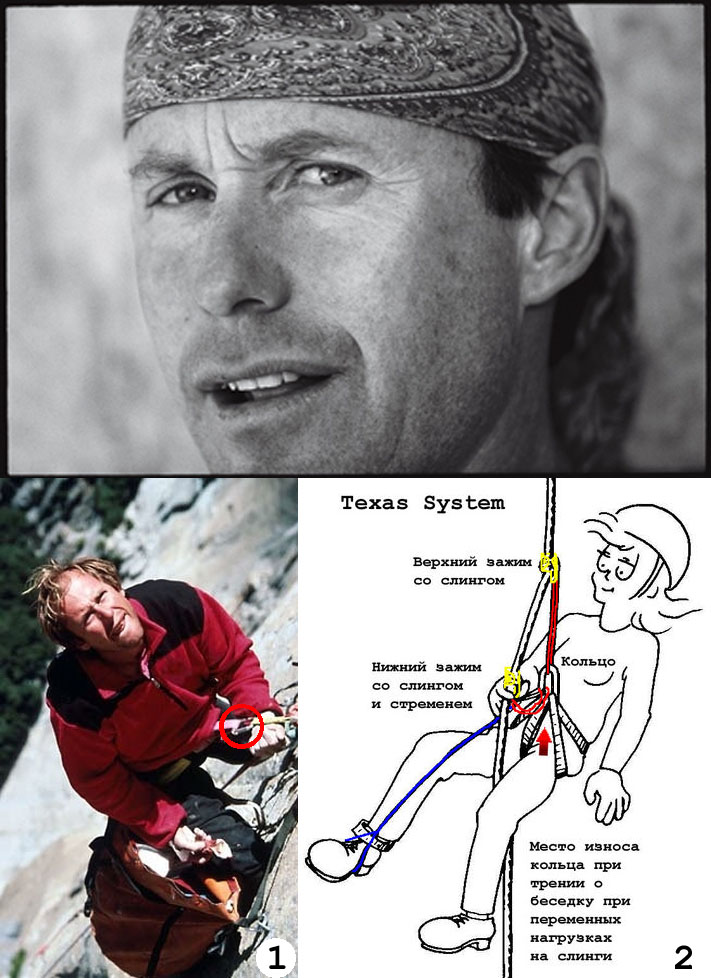 Texas System
Верхний зажим
со слингом
Кольцо
Нижний зажим
со слингом
и стременем
Место износа
кольца при
трении о
беседку при
переменных
нагрузках
на слинги
1
2